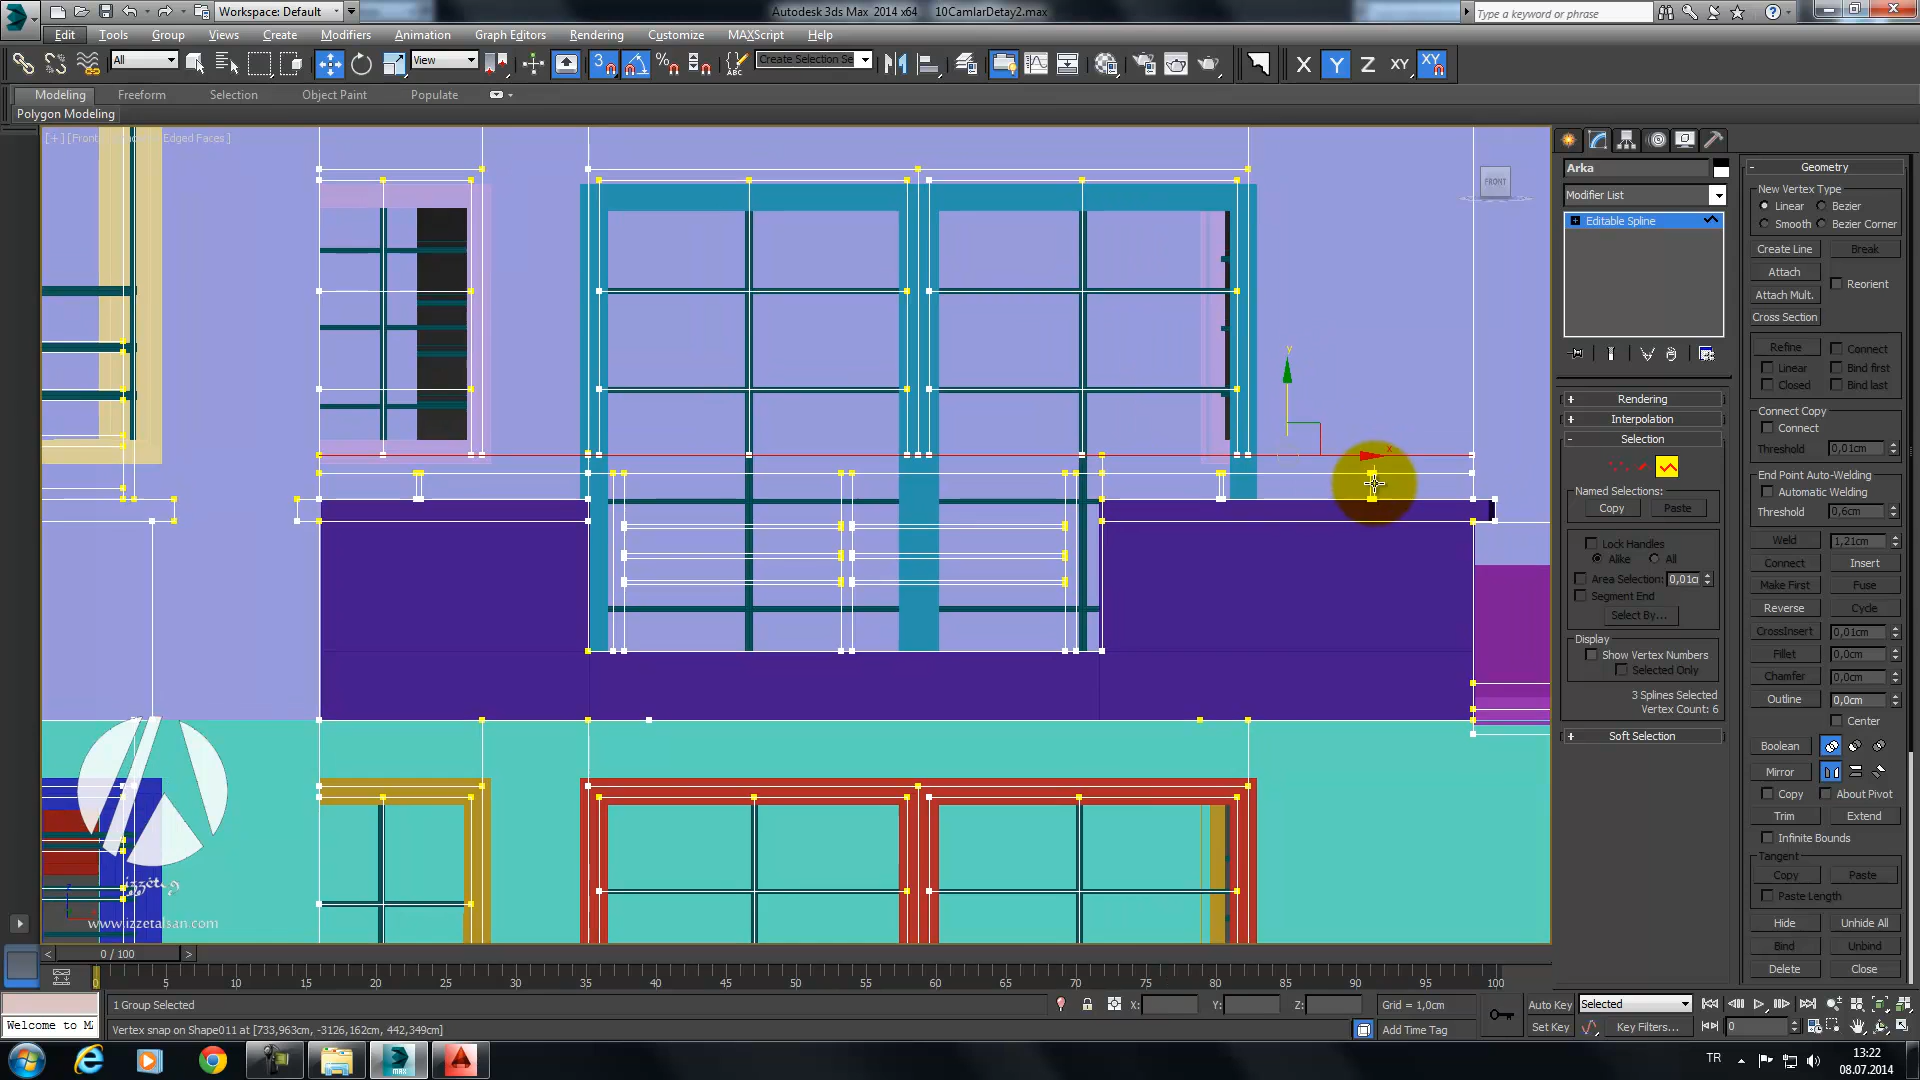 Workspace: Default
Autodesk 3ds Max 2014 x64 10CamlarDetay2.max
Type a keyword or phrase
Edit Tools Group Views Create Modifiers Animation Graph Editors Rendering Customize MAXScript Help
All View 3 Create Selection Se X Y Z XY XY
Modeling Freeform Selection Object Paint Populate
Polygon Modeling
[+] [Front Edged Faces]
FRONT
y
x
izzetalsan
www.izzetalsan.com
Arka
Modifier List
Editable Spline
Rendering
Interpolation
Selection
Named Selections:
Copy Paste
Lock Handles
Alike All
Area Selection: 0,01c
Segment End
Select By...
Display
Show Vertex Numbers
Selected Only
3 Splines Selected
Vertex Count: 6
Soft Selection
Geometry
New Vertex Type
Linear Bezier
Smooth Bezier Corner
Create Line Break
Attach
Reorient
Attach Mult.
Cross Section
Refine Connect
Linear Bind first
Closed Bind last
Connect Copy
Connect
Threshold 0,01cm
End Point Auto-Welding
Automatic Welding
Threshold 0,6cm
Weld 1,21cm
Connect Insert
Make First Fuse
Reverse Cycle
CrossInsert 0,01cm
Fillet 0,0cm
Chamfer 0,0cm
Outline 0,0cm
Center
Boolean
Mirror
Copy About Pivot
Trim Extend
Infinite Bounds
Tangent
Copy Paste
Paste Length
Hide Unhide All
Bind Unbind
Delete Close
0 / 100
0 5 10 15 20 25 30 35 40 45 50 55 60 65 70 75 80 85 90 95 100
1 Group Selected X: Y: Z: Grid = 1,0cm Auto Key Selected
Welcome to M
Vertex snap on Shape011 at [733,963cm, -3126,162cm, 442,349cm] Add Time Tag Set Key Key Filters... 0
TR 13:22
08.07.2014